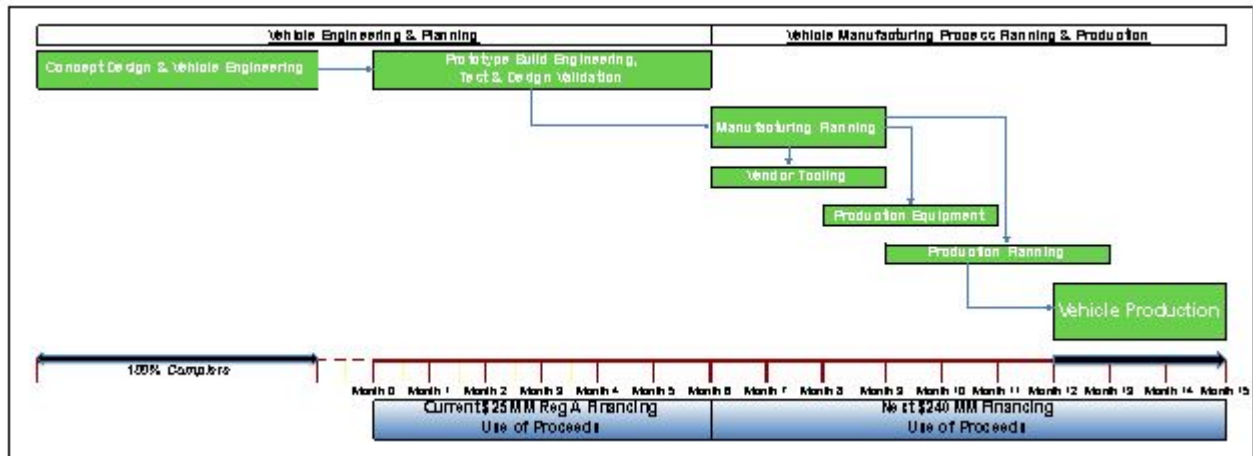 Vehicle Engineering & Planning
Vehicle Manufacturing Process Planning & Production
Concept Design & Vehicle Engineering
Prototype Build Engineering,
Test & Design Validation
Manufacturing Planning
Vendor Tooling
Production Equipment
Production Planning
Vehicle Production
100% Complete
Month 0 Month 1 Month 2 Month 3 Month 4 Month 5 Month 6 Month 7 Month 8 Month 9 Month 10 Month 11 Month 12 Month 13 Month 14 Month 15
Current $25MM Reg A Financing
Use of Proceeds
Next $240 MM Financing
Use of Proceeds